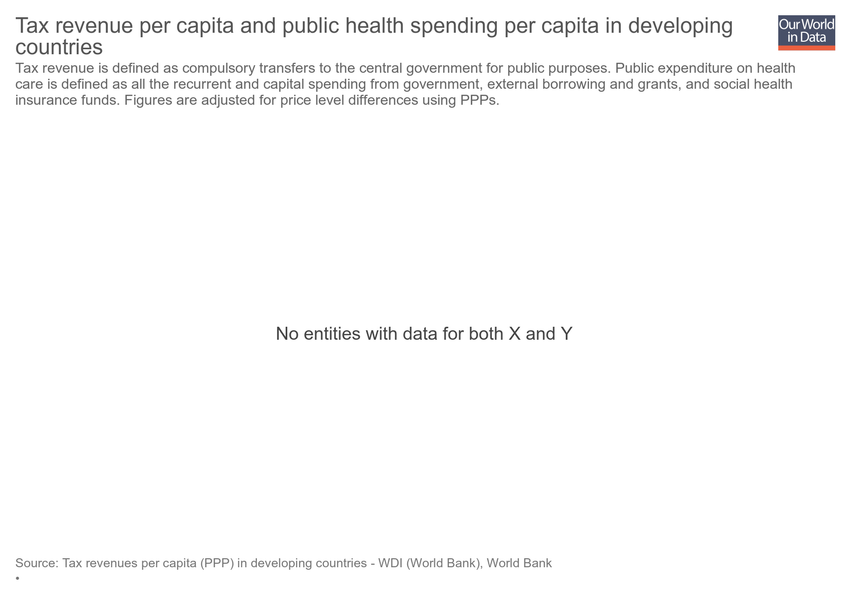 Tax revenue per capita and public health spending per capita in developing
countries
Our World
in Data
Tax revenue is defined as compulsory transfers to the central government for public purposes. Public expenditure on health
care is defined as all the recurrent and capital spending from government, external borrowing and grants, and social health
insurance funds. Figures are adjusted for price level differences using PPPs.
No entities with data for both X and Y
Source: Tax revenues per capita (PPP) in developing countries - WDI (World Bank), World Bank
•